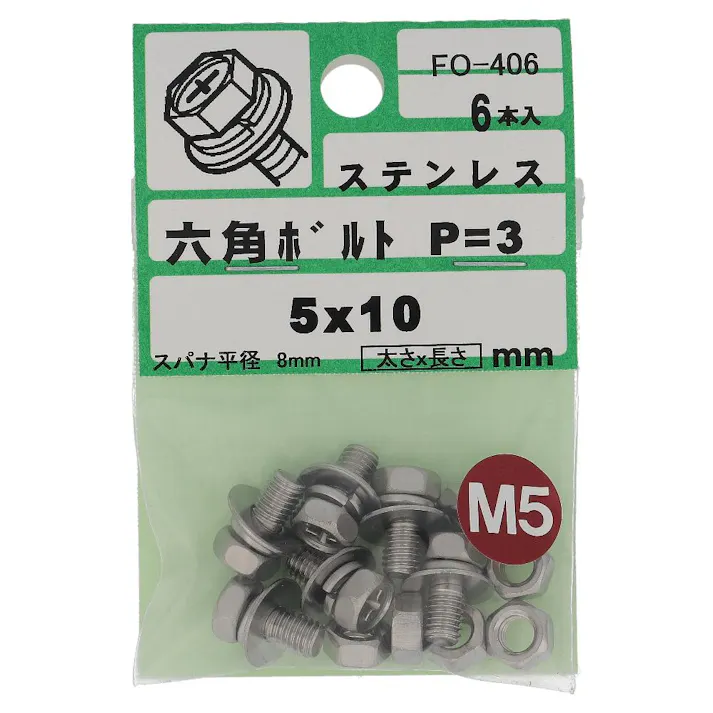 FO-406
6本入
ステンレス
六角ボルト P=3
5x10
スパナ平径 8mm 太さx長さ mm
M5